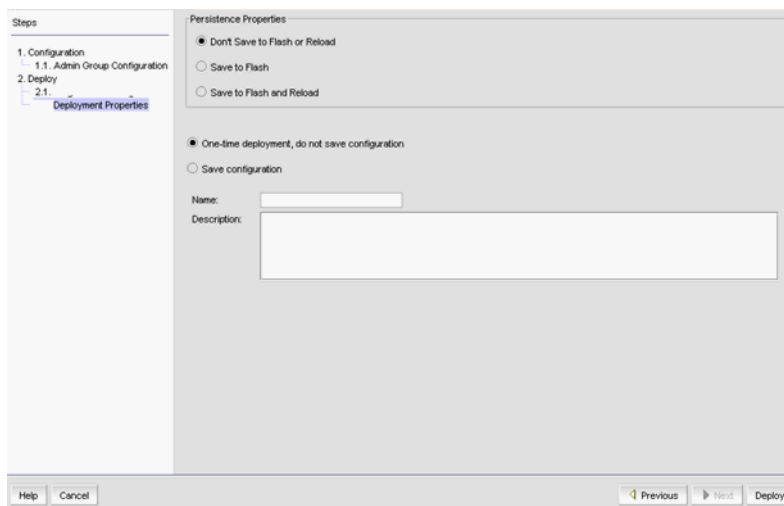 Steps
1. Configuration
1.1. Admin Group Configuration
2. Deploy
2.1.
Deployment Properties
Persistence Properties
Don't Save to Flash or Reload
Save to Flash
Save to Flash and Reload
One-time deployment, do not save configuration
Save configuration
Name:
Description:
Help
Cancel
Previous
Next
Deploy